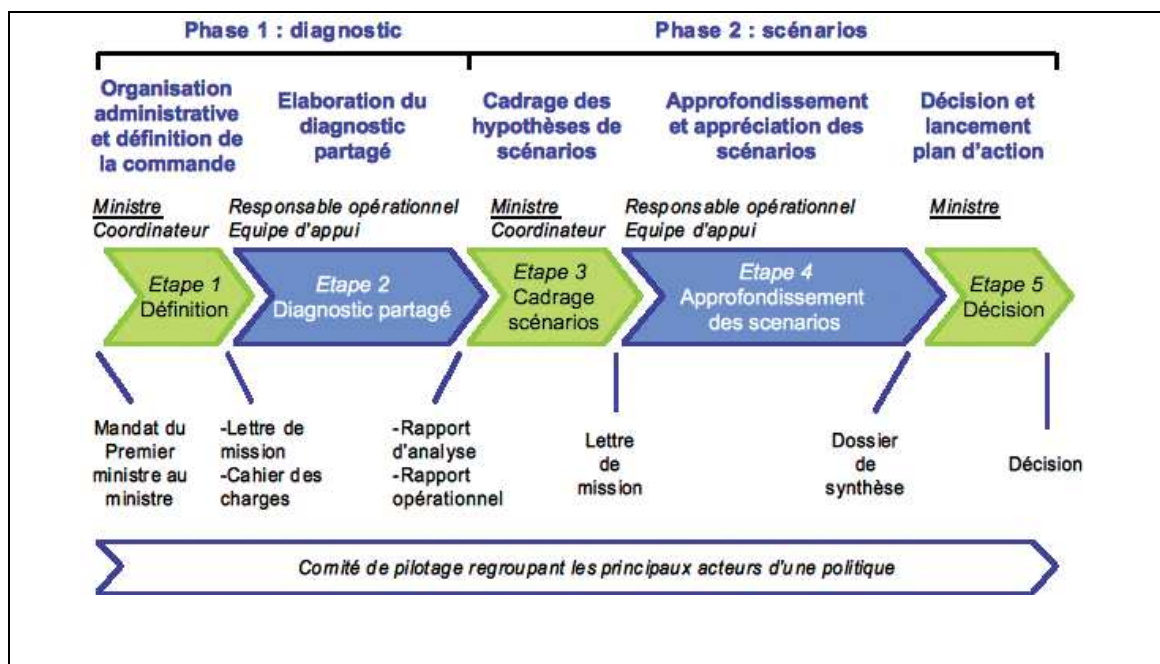 Phase 1 : diagnostic
Phase 2 : scénarios
Organisation
administrative
et définition de
la commande
Elaboration du
diagnostic
partagé
Cadrage des
hypothèses de
scénarios
Approfondissement
et appréciation des
scénarios
Décision et
lancement
plan d'action
Ministre
Coordinateur
Responsable opérationnel
Equipe d'appui
Ministre
Coordinateur
Responsable opérationnel
Equipe d'appui
Ministre
Etape 1
Définition
Etape 2
Diagnostic partagé
Etape 3
Cadrage
scénarios
Etape 4
Approfondissement
des scenarios
Etape 5
Décision
Mandat du
Premier
ministre au
ministre
-Lettre de
mission
-Cahier des
charges
-Rapport
d'analyse
-Rapport
opérationnel
Lettre
de
mission
Dossier
de
synthèse
Décision
Comité de pilotage regroupant les principaux acteurs d'une politique